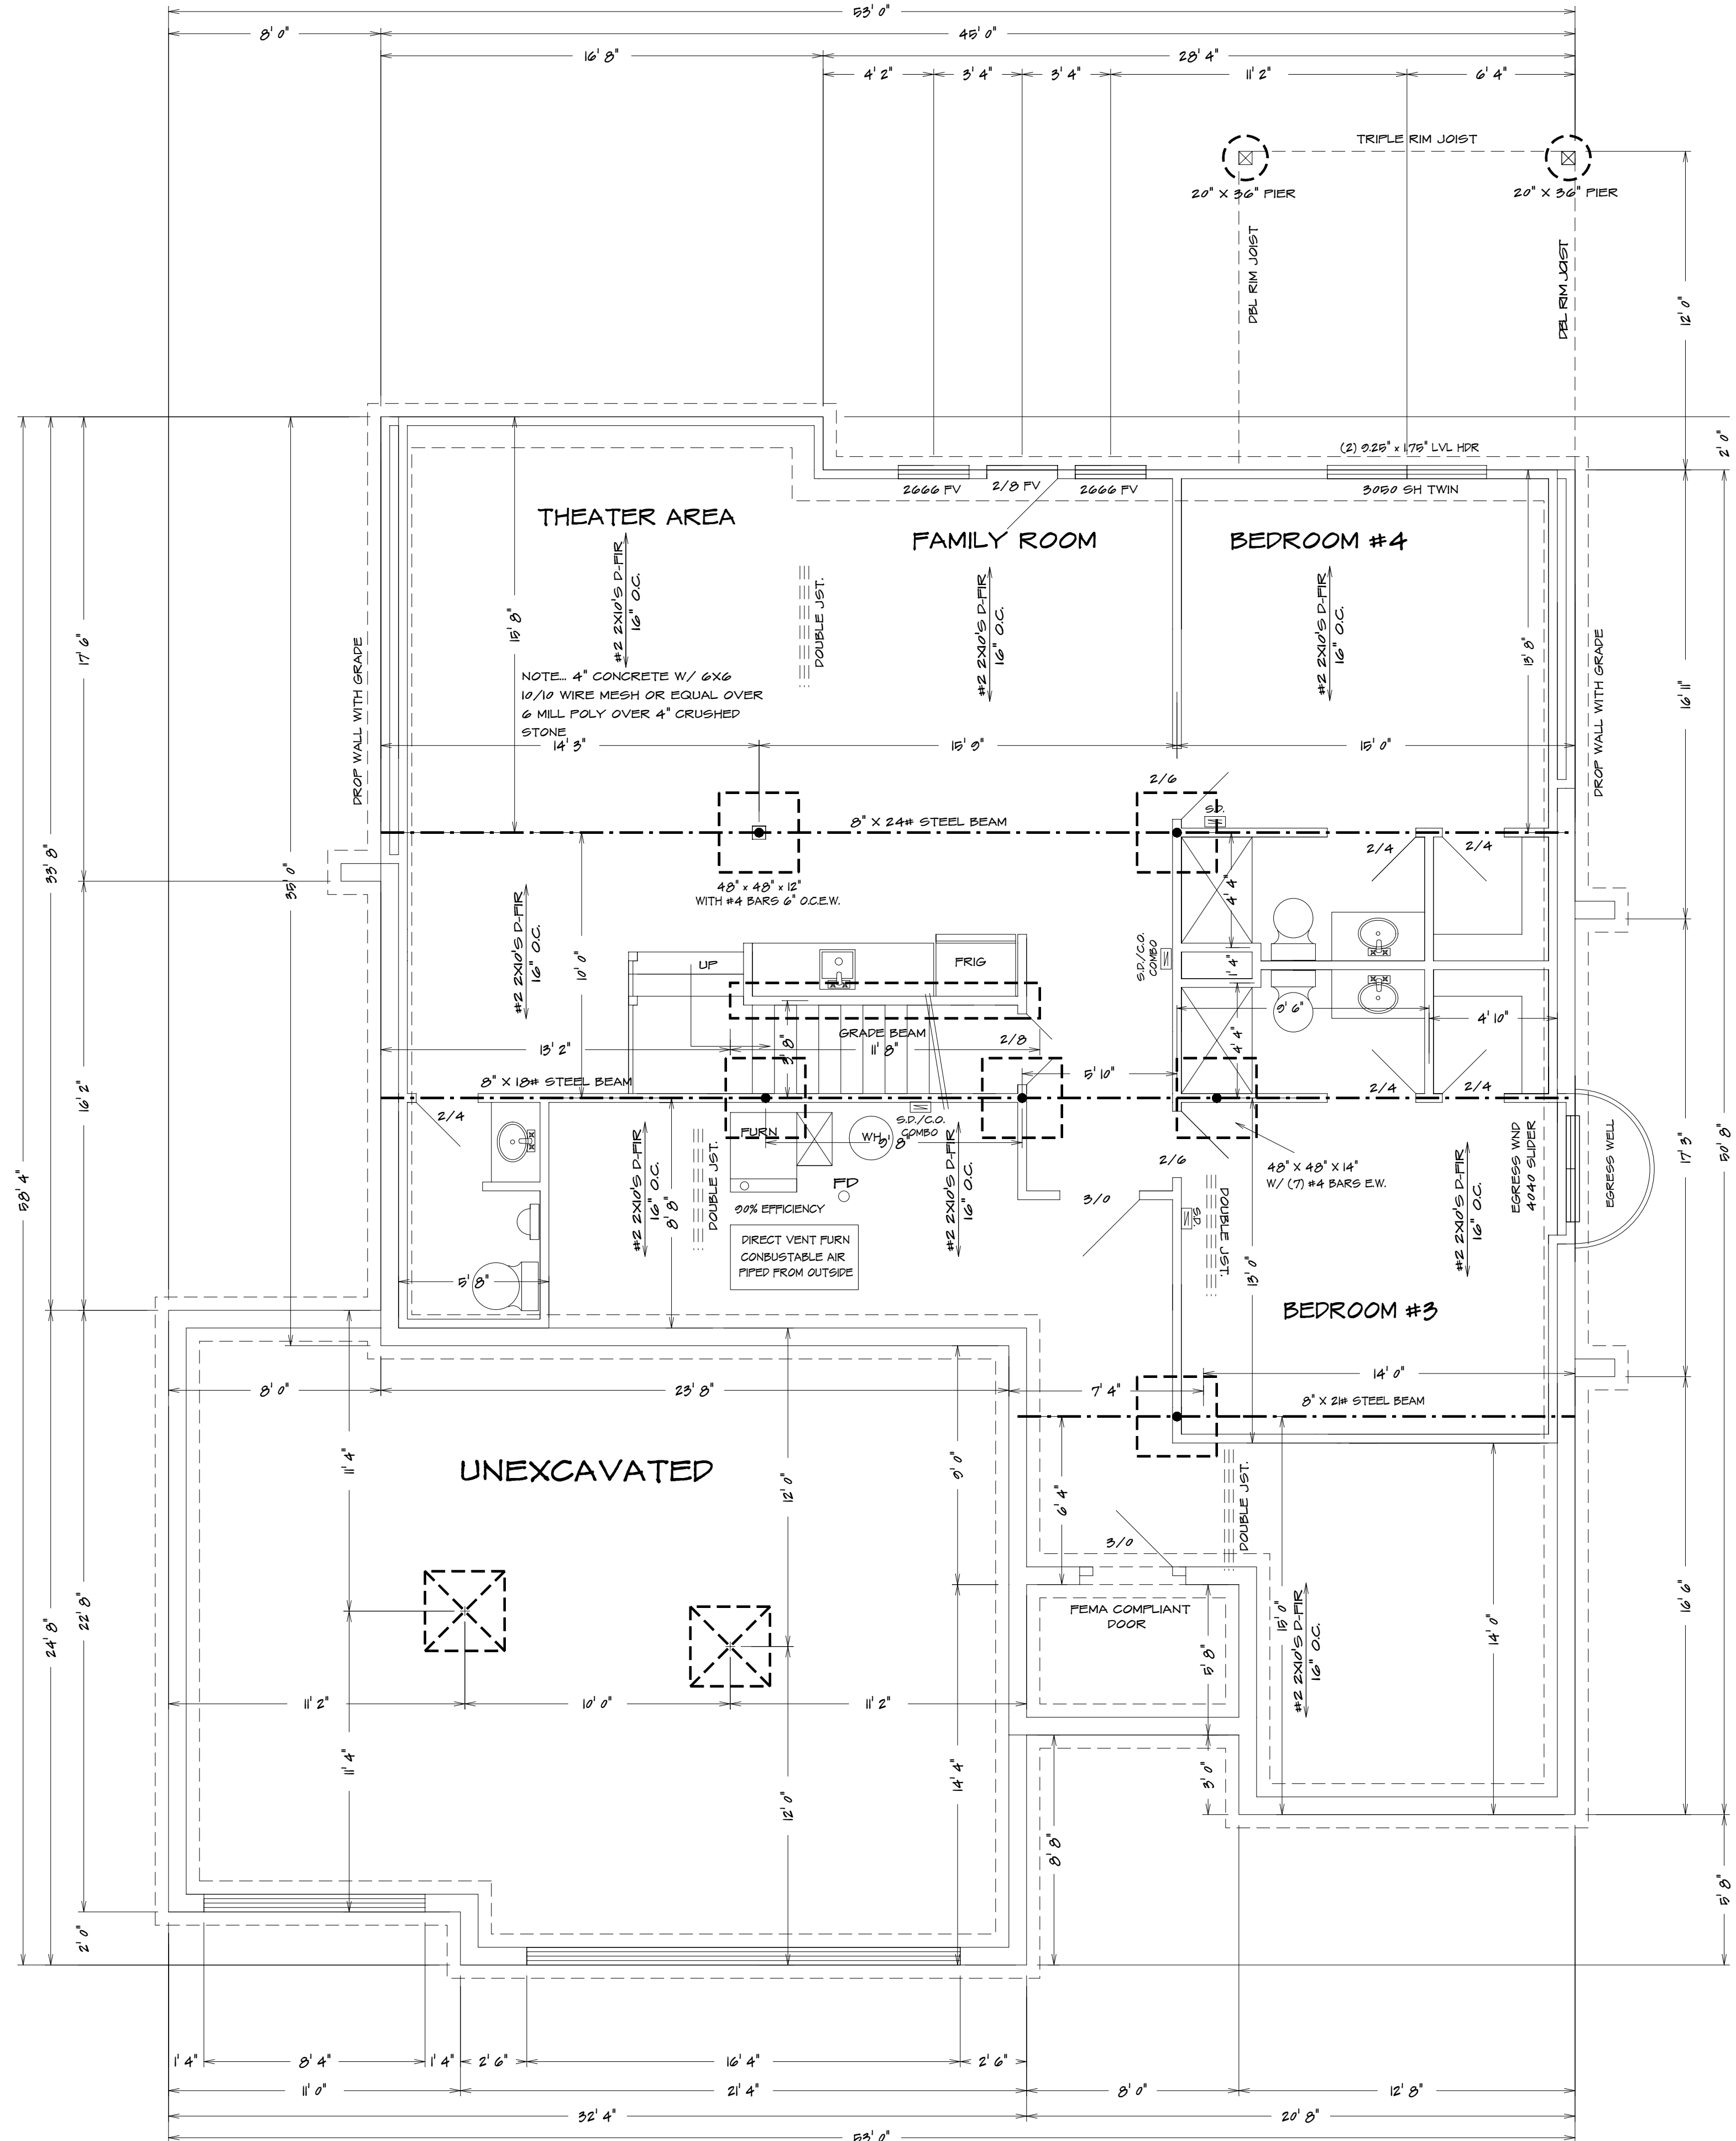 53' 0"
8' 0"
45' 0"
16' 8"
28' 4"
4' 2"
3' 4"
3' 4"
11' 2"
6' 4"
TRIPLE RIM JOIST
20" X 36" PIER
20" X 36" PIER
DBL RIM JOIST
DBL RIM JOIST
12' 0"
2' 0"
(2) 9.25" x 1.75" LVL HDR
2666 FV
2/8 FV
2666 FV
3050 SH TWIN
THEATER AREA
FAMILY ROOM
BEDROOM #4
#2 2X10'S D-FIR
16" O.C.
DOUBLE JST.
#2 2X10'S D-FIR
16" O.C.
#2 2X10'S D-FIR
16" O.C.
15' 8"
13' 8"
17' 6"
33' 8"
35' 0"
16' 11"
DROP WALL WITH GRADE
DROP WALL WITH GRADE
NOTE... 4" CONCRETE W/ 6X6
10/10 WIRE MESH OR EQUAL OVER
6 MILL POLY OVER 4" CRUSHED
STONE
14' 3"
15' 9"
15' 0"
2/6
S.D.
8" X 24# STEEL BEAM
2/4
2/4
48" x 48" x 12"
WITH #4 BARS 6" O.C.E.W.
4' 4"
#2 2X10'S D-FIR
16" O.C.
10' 0"
UP
FRIG
S.D./C.O.
COMBO
1' 4"
9' 6"
4' 10"
GRADE BEAM
2/8
13' 2"
11' 8"
3' 8"
4' 4"
5' 10"
16' 2"
58' 4"
8" X 18# STEEL BEAM
2/4
2/4
2/4
S.D./C.O.
COMBO
FURN
WH
9' 8"
FD
90% EFFICIENCY
DIRECT VENT FURN
CONBUSTABLE AIR
PIPED FROM OUTSIDE
#2 2X10'S D-FIR
16" O.C.
8' 8"
DOUBLE JST.
#2 2X10'S D-FIR
16" O.C.
2/6
3/0
S.D.
DOUBLE JST.
13' 0"
48" X 48" X 14"
W/ (7) #4 BARS E.W.
#2 2X10'S D-FIR
16" O.C.
EGRESS WND
4040 SLIDER
EGRESS WELL
17' 3"
50' 8"
5' 8"
BEDROOM #3
8' 0"
23' 8"
7' 4"
14' 0"
8" X 21# STEEL BEAM
UNEXCAVATED
11' 4"
12' 0"
9' 0"
6' 4"
DOUBLE JST.
3/0
FEMA COMPLIANT
DOOR
15' 0"
#2 2X10'S D-FIR
16" O.C.
14' 0"
16' 6"
24' 8"
22' 8"
5' 8"
11' 2"
10' 0"
11' 2"
11' 4"
12' 0"
14' 4"
3' 0"
8' 8"
5' 8"
2' 0"
1' 4"
8' 4"
1' 4"
2' 6"
16' 4"
2' 6"
11' 0"
21' 4"
8' 0"
12' 8"
32' 4"
20' 8"
53' 0"